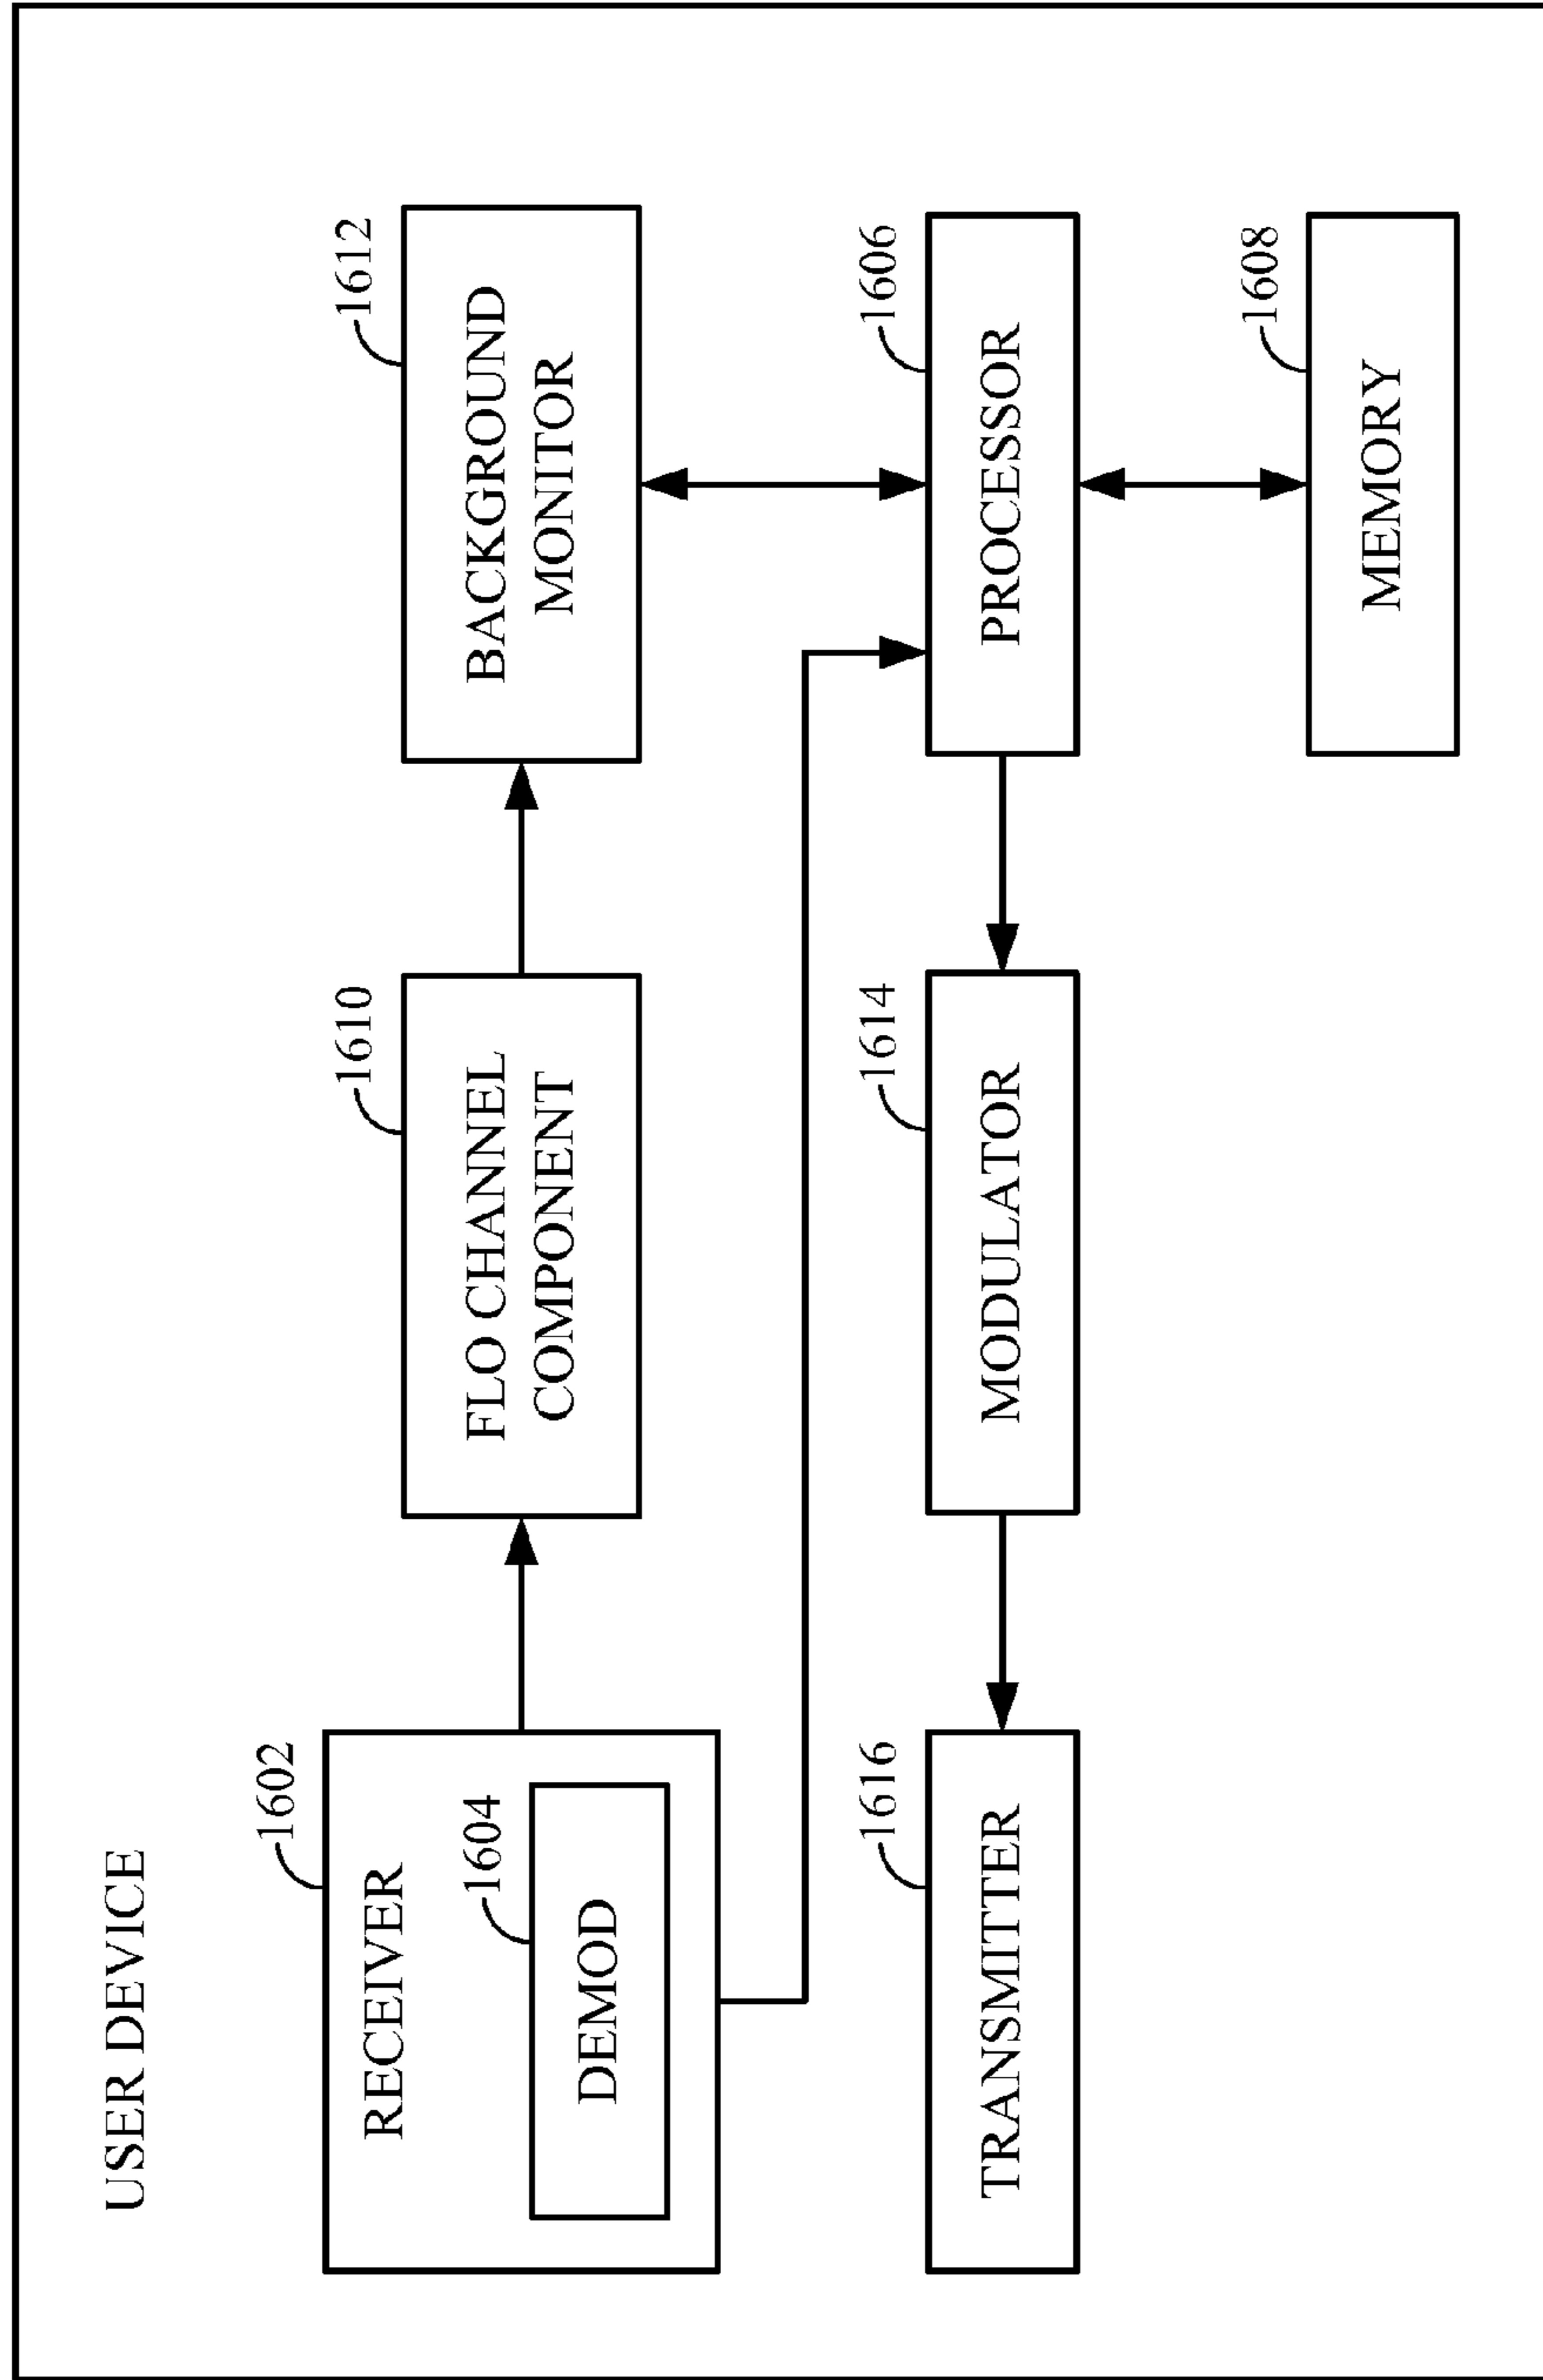 USER DEVICE
1602
RECEIVER
1604
DEMOD
1610
FLO CHANNEL
COMPONENT
1612
BACKGROUND
MONITOR
1616
TRANSMITTER
1614
MODULATOR
1606
PROCESSOR
1608
MEMORY